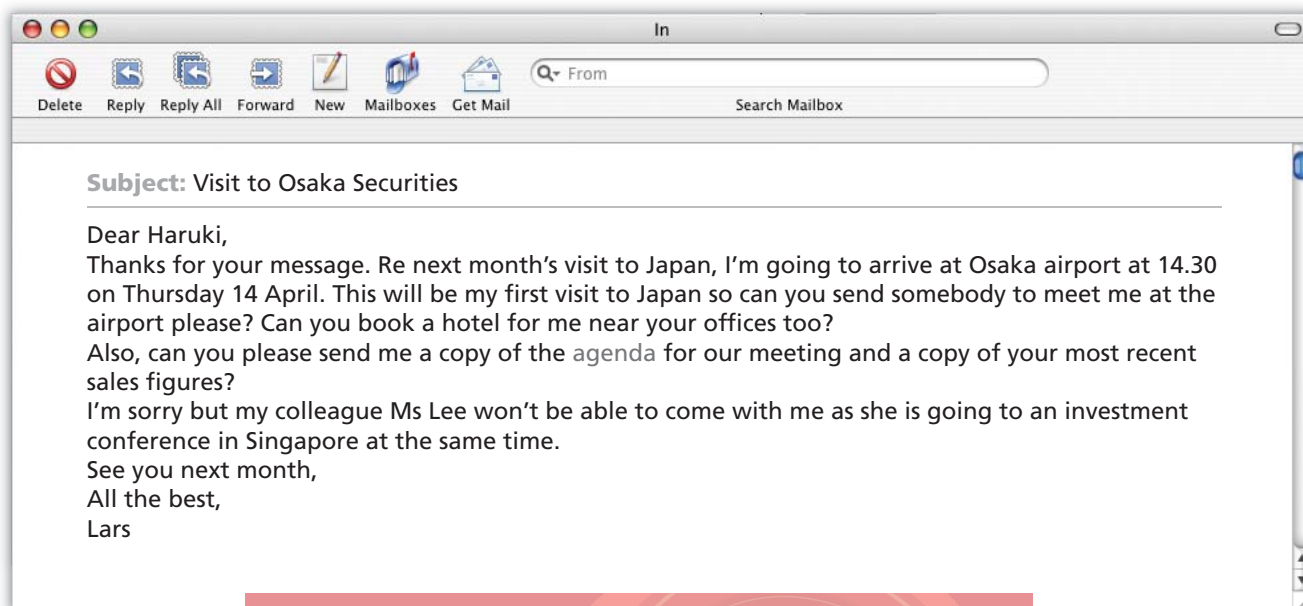 In
From
Delete Reply Reply All Forward New Mailboxes Get Mail Search Mailbox
Subject: Visit to Osaka Securities
Dear Haruki,
Thanks for your message. Re next month’s visit to Japan, I’m going to arrive at Osaka airport at 14.30
on Thursday 14 April. This will be my first visit to Japan so can you send somebody to meet me at the
airport please? Can you book a hotel for me near your offices too?
Also, can you please send me a copy of the agenda for our meeting and a copy of your most recent
sales figures?
I’m sorry but my colleague Ms Lee won’t be able to come with me as she is going to an investment
conference in Singapore at the same time.
See you next month,
All the best,
Lars